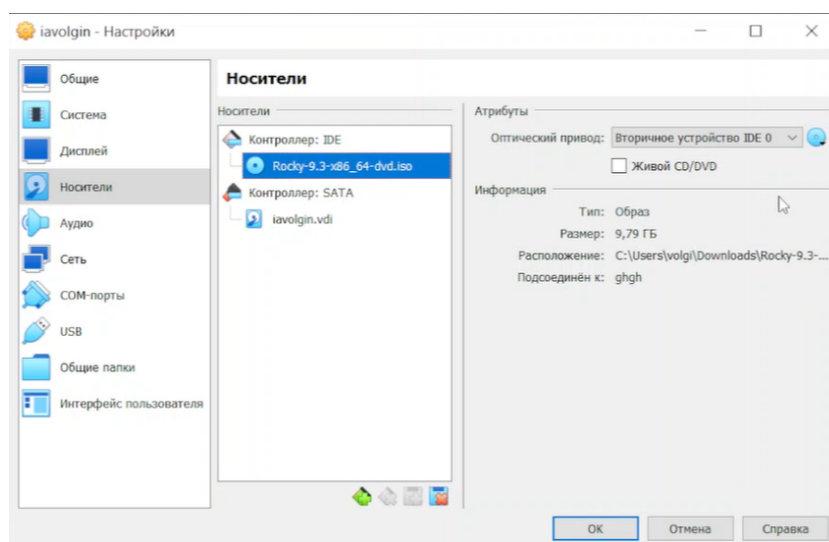 iavolgin - Настройки
Общие
Система
Дисплей
Носители
Аудио
Сеть
COM-порты
USB
Общие папки
Интерфейс пользователя
Носители
Носители
Контроллер: IDE
Rocky-9.3-x86_64-dvd.iso
Контроллер: SATA
iavolgin.vdi
Атрибуты
Оптический привод: Вторичное устройство IDE 0
Живой CD/DVD
Информация
Тип: Образ
Размер: 9,79 ГБ
Расположение: C:\Users\volgi\Downloads\Rocky-9.3-...
Подсоединён к: ghgh
OK Отмена Справка